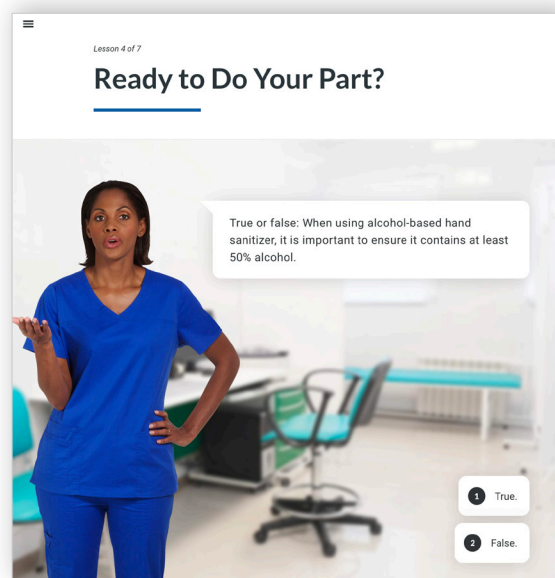 Lesson 4 of 7
Ready to Do Your Part?
True or false: When using alcohol-based hand
sanitizer, it is important to ensure it contains at least
50% alcohol.
1 True.
2 False.